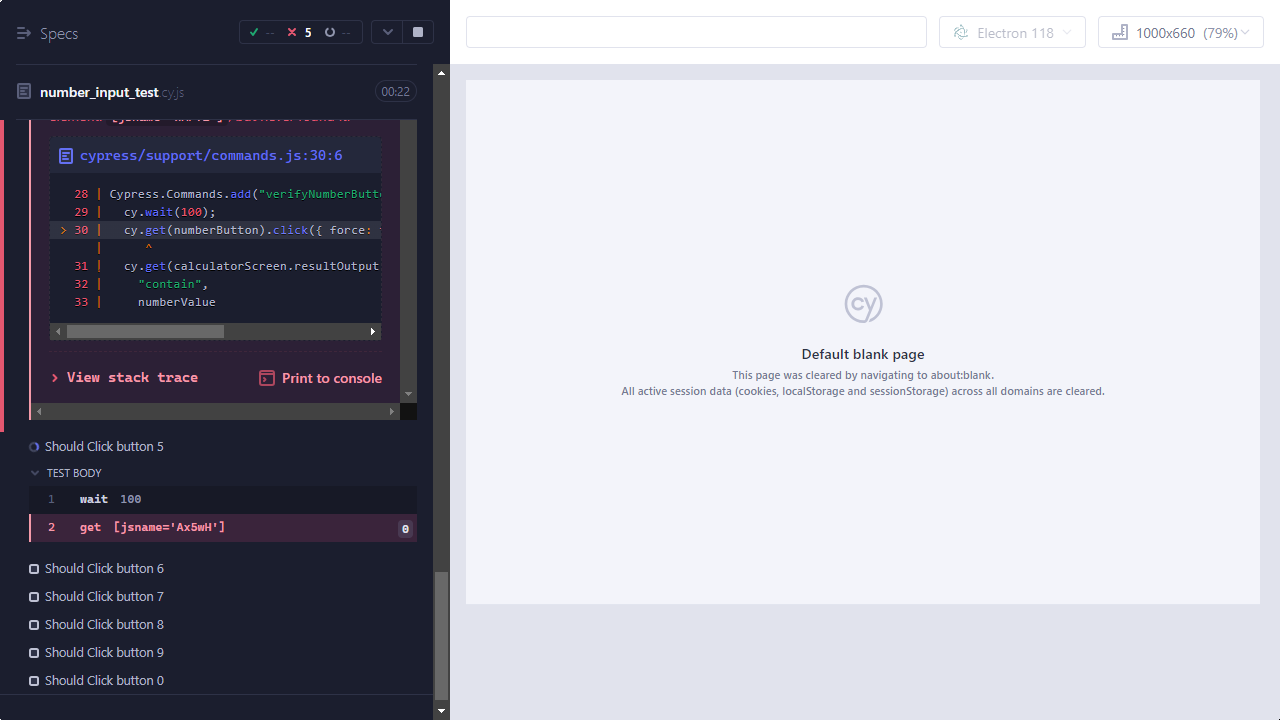 Specs
-- 5 --
number_input_test.cy.js
00:22
cypress/support/commands.js:30:6
28 | Cypress.Commands.add("verifyNumberButto
29 | cy.wait(100);
> 30 | cy.get(numberButton).click({ force:
| ^
31 | cy.get(calculatorScreen.resultOutput
32 | "contain",
33 | numberValue
View stack trace
Print to console
Should Click button 5
TEST BODY
1 wait 100
2 get [jsname='Ax5wH'] 0
Should Click button 6
Should Click button 7
Should Click button 8
Should Click button 9
Should Click button 0
Electron 118
1000x660 (79%)
cy
Default blank page
This page was cleared by navigating to about:blank.
All active session data (cookies, localStorage and sessionStorage) across all domains are cleared.